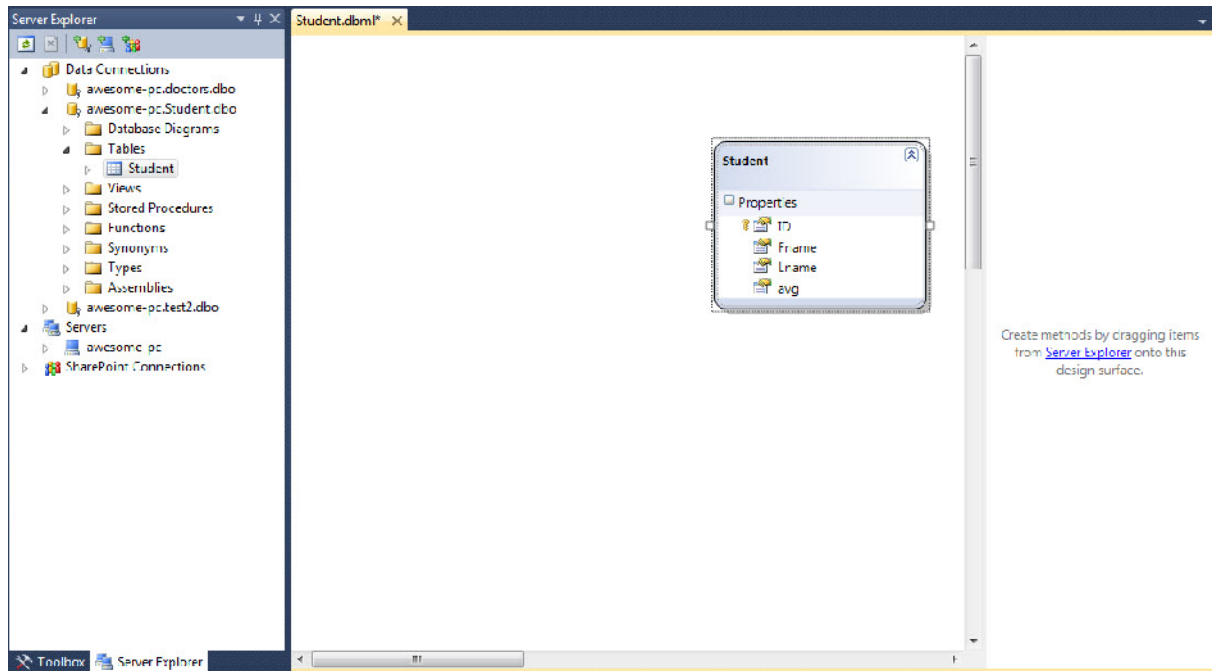 Server Explorer
Data Connections
awesome-pc.doctors.dbo
awesome-pc.Student.dbo
Database Diagrams
Tables
Student
Views
Stored Procedures
Functions
Synonyms
Types
Assemblies
awesome-pc.test2.dbo
Servers
awesome-pc
SharePoint Connections
Toolbox
Server Explorer
Student.dbml*
Student
Properties
ID
Fname
Lname
avg
Create methods by dragging items
from Server Explorer onto this
design surface.